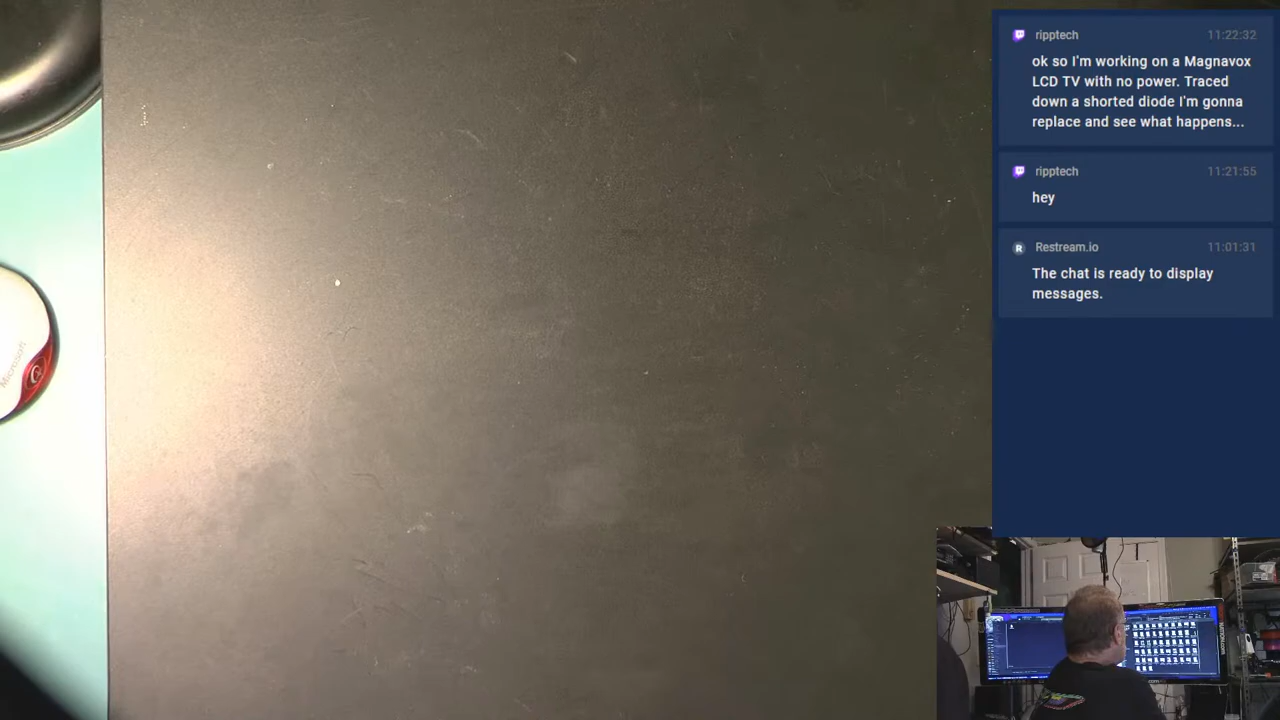 ripptech 11:22:32
ok so I'm working on a Magnavox
LCD TV with no power. Traced
down a shorted diode I'm gonna
replace and see what happens...
ripptech 11:21:55
hey
Restream.io 11:01:31
The chat is ready to display
messages.
Microsoft